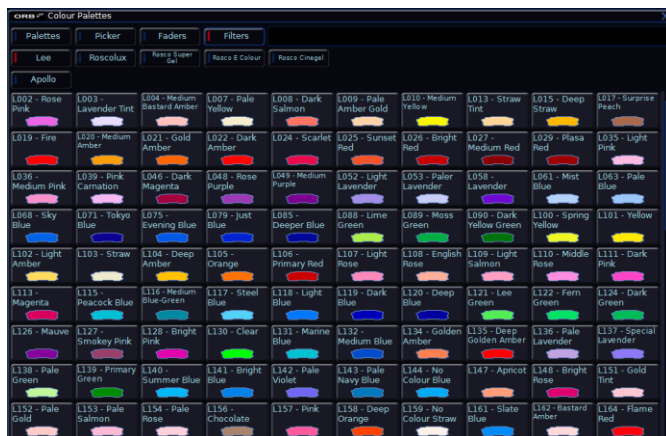 ORB Colour Palettes
Palettes Picker Faders Filters
Lee Roscolux Rosco Super Gel Rosco E Colour Rosco Cinegel
Apollo
L002 - Rose Pink L003 - Lavender Tint L004 - Medium Bastard Amber L007 - Pale Yellow L008 - Dark Salmon L009 - Pale Amber Gold L010 - Medium Yellow L013 - Straw Tint L015 - Deep Straw L017 - Surprise Peach
L019 - Fire L020 - Medium Amber L021 - Gold Amber L022 - Dark Amber L024 - Scarlet L025 - Sunset Red L026 - Bright Red L027 - Medium Red L029 - Plasa Red L035 - Light Pink
L036 - Medium Pink L039 - Pink Carnation L046 - Dark Magenta L048 - Rose Purple L049 - Medium Purple L052 - Light Lavender L053 - Paler Lavender L058 - Lavender L061 - Mist Blue L063 - Pale Blue
L068 - Sky Blue L071 - Tokyo Blue L075 - Evening Blue L079 - Just Blue L085 - Deeper Blue L088 - Lime Green L089 - Moss Green L090 - Dark Yellow Green L100 - Spring Yellow L101 - Yellow
L102 - Light Amber L103 - Straw L104 - Deep Amber L105 - Orange L106 - Primary Red L107 - Light Rose L108 - English Rose L109 - Light Salmon L110 - Middle Rose L111 - Dark Pink
L113 - Magenta L115 - Peacock Blue L116 - Medium Blue-Green L117 - Steel Blue L118 - Light Blue L119 - Dark Blue L120 - Deep Blue L121 - Lee Green L122 - Fern Green L124 - Dark Green
L126 - Mauve L127 - Smokey Pink L128 - Bright Pink L130 - Clear L131 - Marine Blue L132 - Medium Blue L134 - Golden Amber L135 - Deep Golden Amber L136 - Pale Lavender L137 - Special Lavender
L138 - Pale Green L139 - Primary Green L140 - Summer Blue L141 - Bright Blue L142 - Pale Violet L143 - Pale Navy Blue L144 - No Colour Blue L147 - Apricot L148 - Bright Rose L151 - Gold Tint
L152 - Pale Gold L153 - Pale Salmon L154 - Pale Rose L156 - Chocolate L157 - Pink L158 - Deep Orange L159 - No Colour Straw L161 - Slate Blue L162 - Bastard Amber L164 - Flame Red